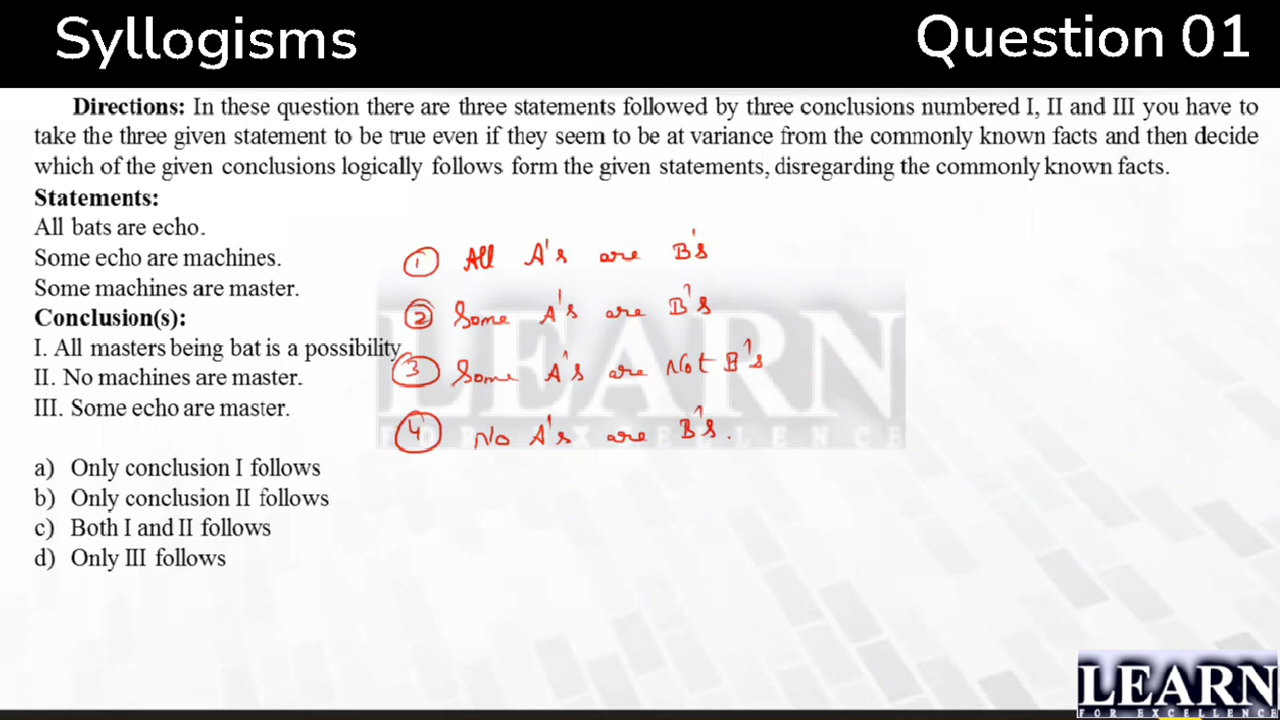 Syllogisms
Question 01
Directions: In these question there are three statements followed by three conclusions numbered I, II and III you have to
take the three given statement to be true even if they seem to be at variance from the commonly known facts and then decide
which of the given conclusions logically follows form the given statements, disregarding the commonly known facts.
Statements:
All bats are echo.
Some echo are machines.
Some machines are master.
Conclusion(s):
I. All masters being bat is a possibility
II. No machines are master.
III. Some echo are master.
a) Only conclusion I follows
b) Only conclusion II follows
c) Both I and II follows
d) Only III follows
1 All A's are B's
2 Some A's are B's
3 Some A's are Not B's
4 No A's are B's.
LEARN
FOR EXCELLENCE
LEARN
FOR EXCELLENCE